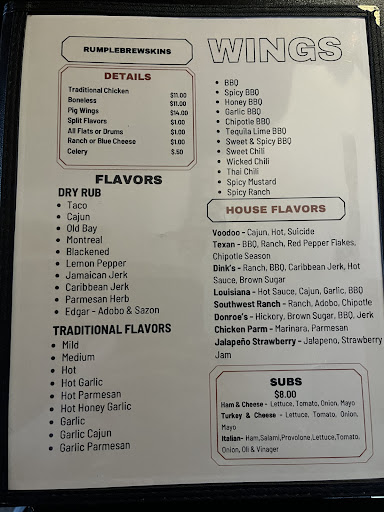 RUMPLEBREWSKINS
DETAILS
Traditional Chicken $11.00
Boneless $11.00
Pig Wings $14.00
Split Flavors $1.00
All Flats or Drums $1.00
Ranch or Blue Cheese $1.00
Celery $.50
FLAVORS
DRY RUB
• Taco
• Cajun
• Old Bay
• Montreal
• Blackened
• Lemon Pepper
• Jamaican Jerk
• Caribbean Jerk
• Parmesan Herb
• Edgar - Adobo & Sazon
TRADITIONAL FLAVORS
• Mild
• Medium
• Hot
• Hot Garlic
• Hot Parmesan
• Hot Honey Garlic
• Garlic
• Garlic Cajun
• Garlic Parmesan
WINGS
• BBQ
• Spicy BBQ
• Honey BBQ
• Garlic BBQ
• Chipotle BBQ
• Tequila Lime BBQ
• Sweet & Spicy BBQ
• Sweet Chili
• Wicked Chili
• Thai Chili
• Spicy Mustard
• Spicy Ranch
HOUSE FLAVORS
Voodoo - Cajun, Hot, Suicide
Texan - BBQ, Ranch, Red Pepper Flakes,
Chipotle Season
Dink's - Ranch, BBQ, Caribbean Jerk, Hot
Sauce, Brown Sugar
Louisiana - Hot Sauce, Cajun, Garlic, BBQ
Southwest Ranch - Ranch, Adobo, Chipotle
Donroe's - Hickory, Brown Sugar, BBQ, Jerk
Chicken Parm - Marinara, Parmesan
Jalapeño Strawberry - Jalapeno, Strawberry
Jam
SUBS
$8.00
Ham & Cheese - Lettuce, Tomato, Onion, Mayo
Turkey & Cheese - Lettuce, Tomato, Onion,
Mayo
Italian- Ham,Salami,Provolone,Lettuce,Tomato,
Onion, Oli & Vinager